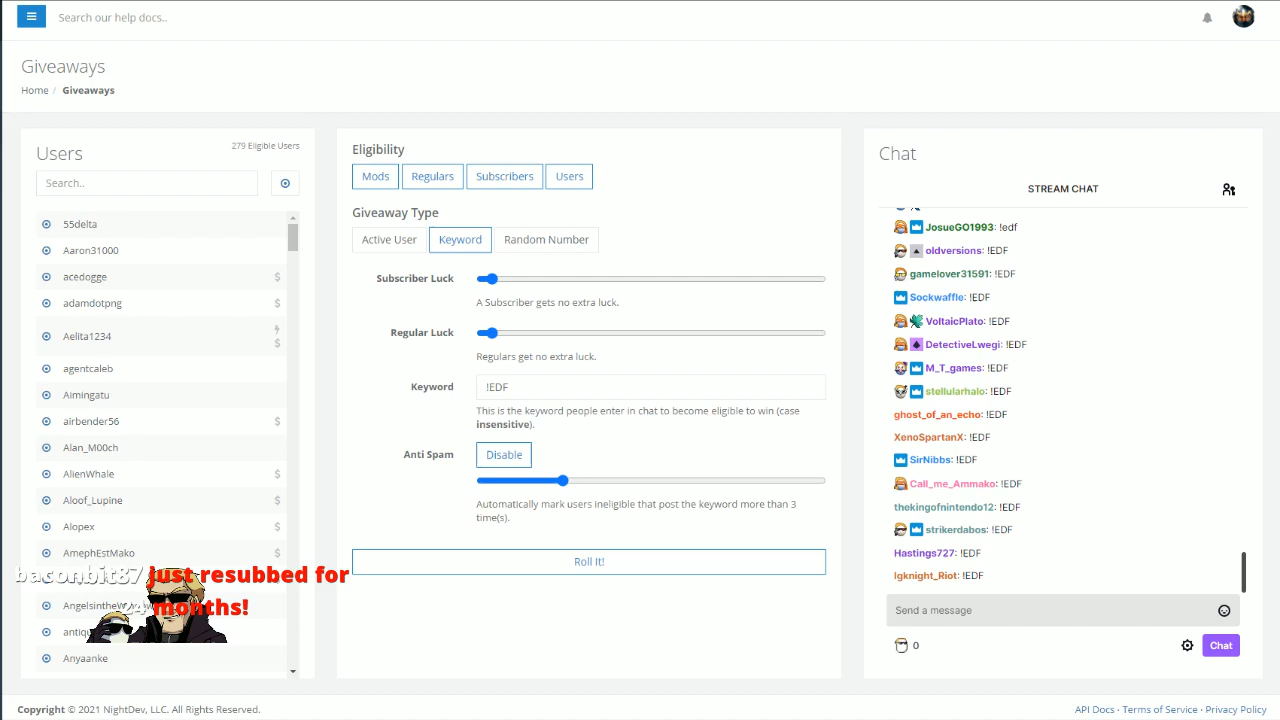 Search our help docs..
Giveaways
Home / Giveaways
Users
279 Eligible Users
Search..
55delta
Aaron31000
acedogge
$
adamdotpng
$
Aelita1234
$
agentcaleb
Aimingatu
airbender56
$
Alan_M00ch
AlienWhale
$
Aloof_Lupine
$
Alopex
$
AmephEstMako
$
baconbit87 just resubbed for
24 months!
Anyaanke
Eligibility
Mods
Regulars
Subscribers
Users
Giveaway Type
Active User
Keyword
Random Number
Subscriber Luck
A Subscriber gets no extra luck.
Regular Luck
Regulars get no extra luck.
Keyword
!EDF
This is the keyword people enter in chat to become eligible to win (case
insensitive).
Anti Spam
Disable
Automatically mark users ineligible that post the keyword more than 3
time(s).
Roll It!
Chat
STREAM CHAT
JosueGO1993: !edf
oldversions: !EDF
gamelover31591: !EDF
Sockwaffle: !EDF
VoltaicPlato: !EDF
DetectiveLwegi: !EDF
M_T_games: !EDF
stellularhalo: !EDF
ghost_of_an_echo: !EDF
XenoSpartanX: !EDF
SirNibbs: !EDF
Call_me_Ammako: !EDF
thekingofnintendo12: !EDF
strikerdabos: !EDF
Hastings727: !EDF
lgknight_Riot: !EDF
Send a message
0
Chat
Copyright © 2021 NightDev, LLC. All Rights Reserved.
API Docs · Terms of Service · Privacy Policy